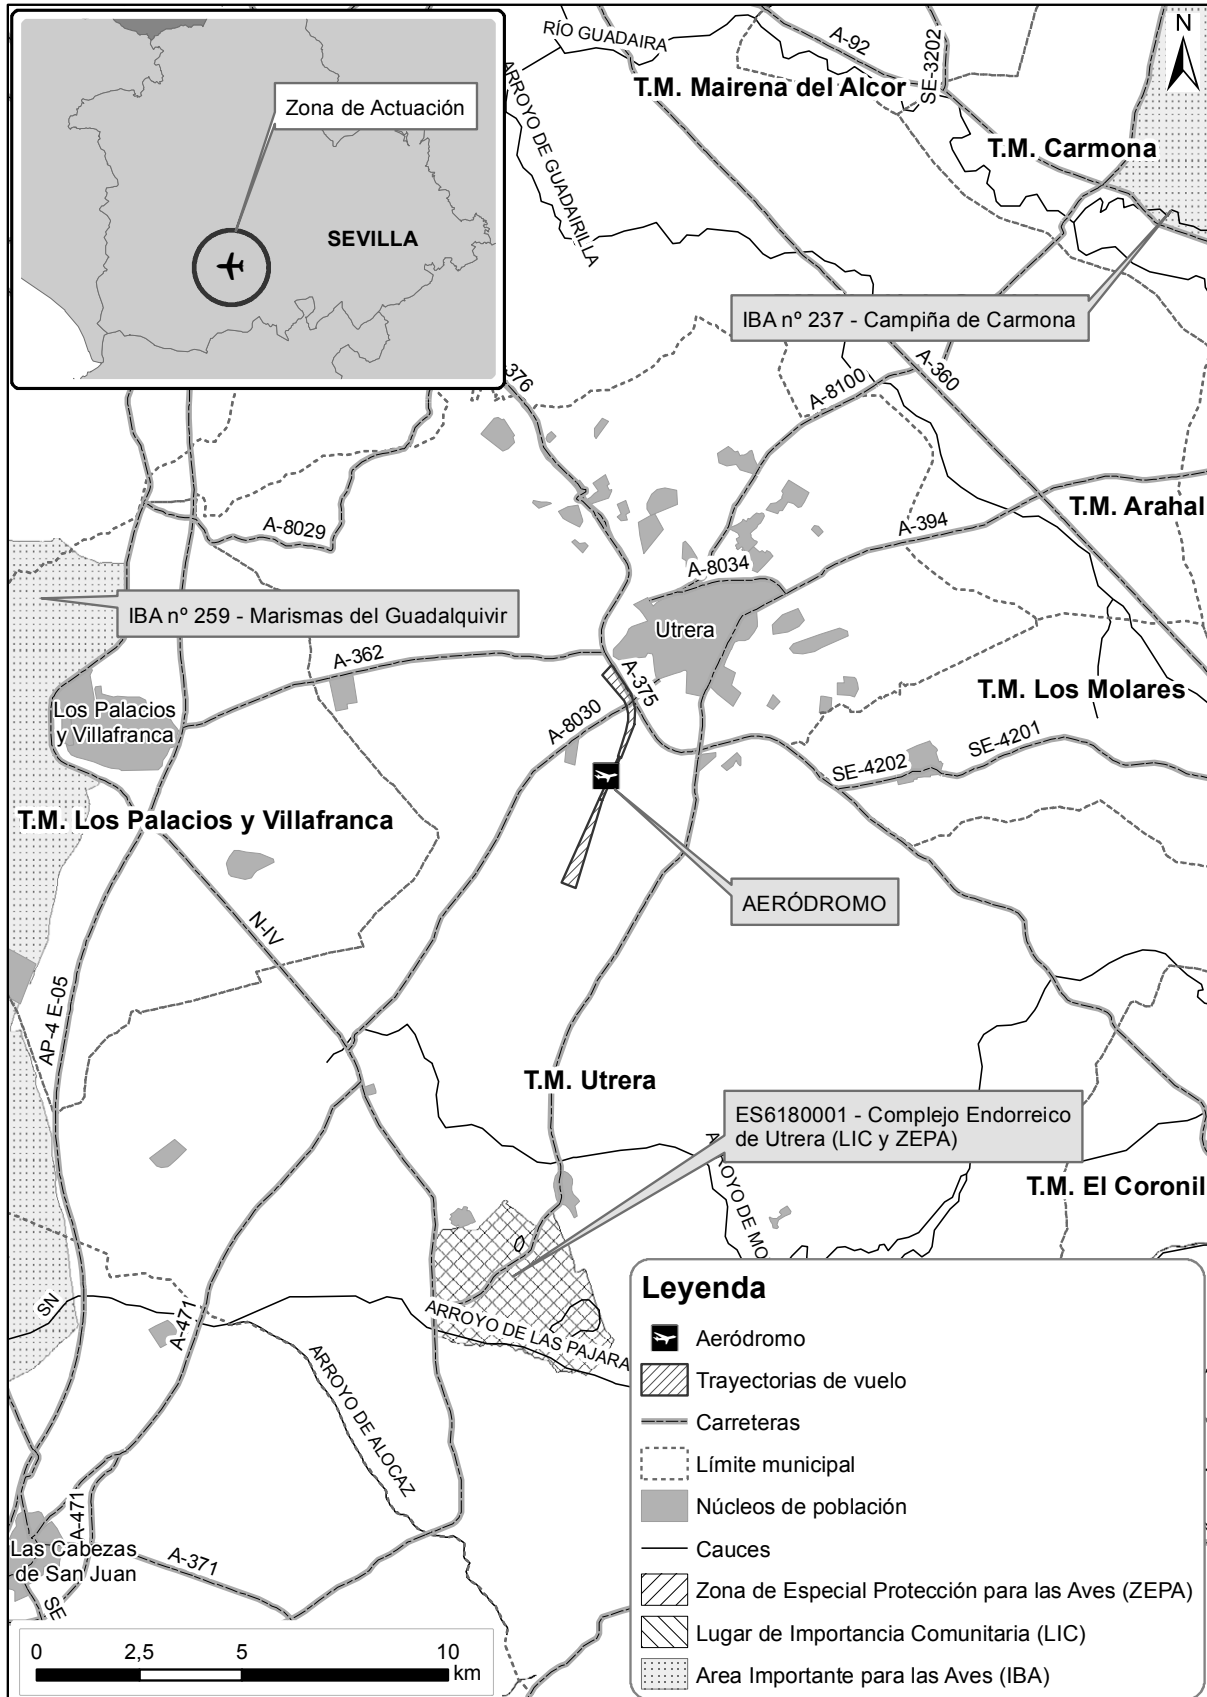 Zona de Actuación
SEVILLA
N
RÍO GUADAIRA
A-92
SE-3202
T.M. Mairena del Alcor
ARROYO DE GUADAIRILLA
T.M. Carmona
IBA nº 237 - Campiña de Carmona
376
A-360
A-8100
A-8029
A-394
T.M. Arahal
A-8034
IBA nº 259 - Marismas del Guadalquivir
Utrera
A-362
A-375
T.M. Los Molares
Los Palacios
y Villafranca
A-8030
SE-4201
SE-4202
T.M. Los Palacios y Villafranca
AERÓDROMO
N-IV
AP-4 E-05
T.M. Utrera
ES6180001 - Complejo Endorreico
de Utrera (LIC y ZEPA)
ARROYO DE MO
T.M. El Coronil
SN
A-471
ARROYO DE LAS PAJARA
ARROYO DE ALOCAZ
A-471
Las Cabezas
de San Juan
A-371
SE
0 2,5 5 10
km
Leyenda
Aeródromo
Trayectorias de vuelo
Carreteras
Límite municipal
Núcleos de población
Cauces
Zona de Especial Protección para las Aves (ZEPA)
Lugar de Importancia Comunitaria (LIC)
Area Importante para las Aves (IBA)